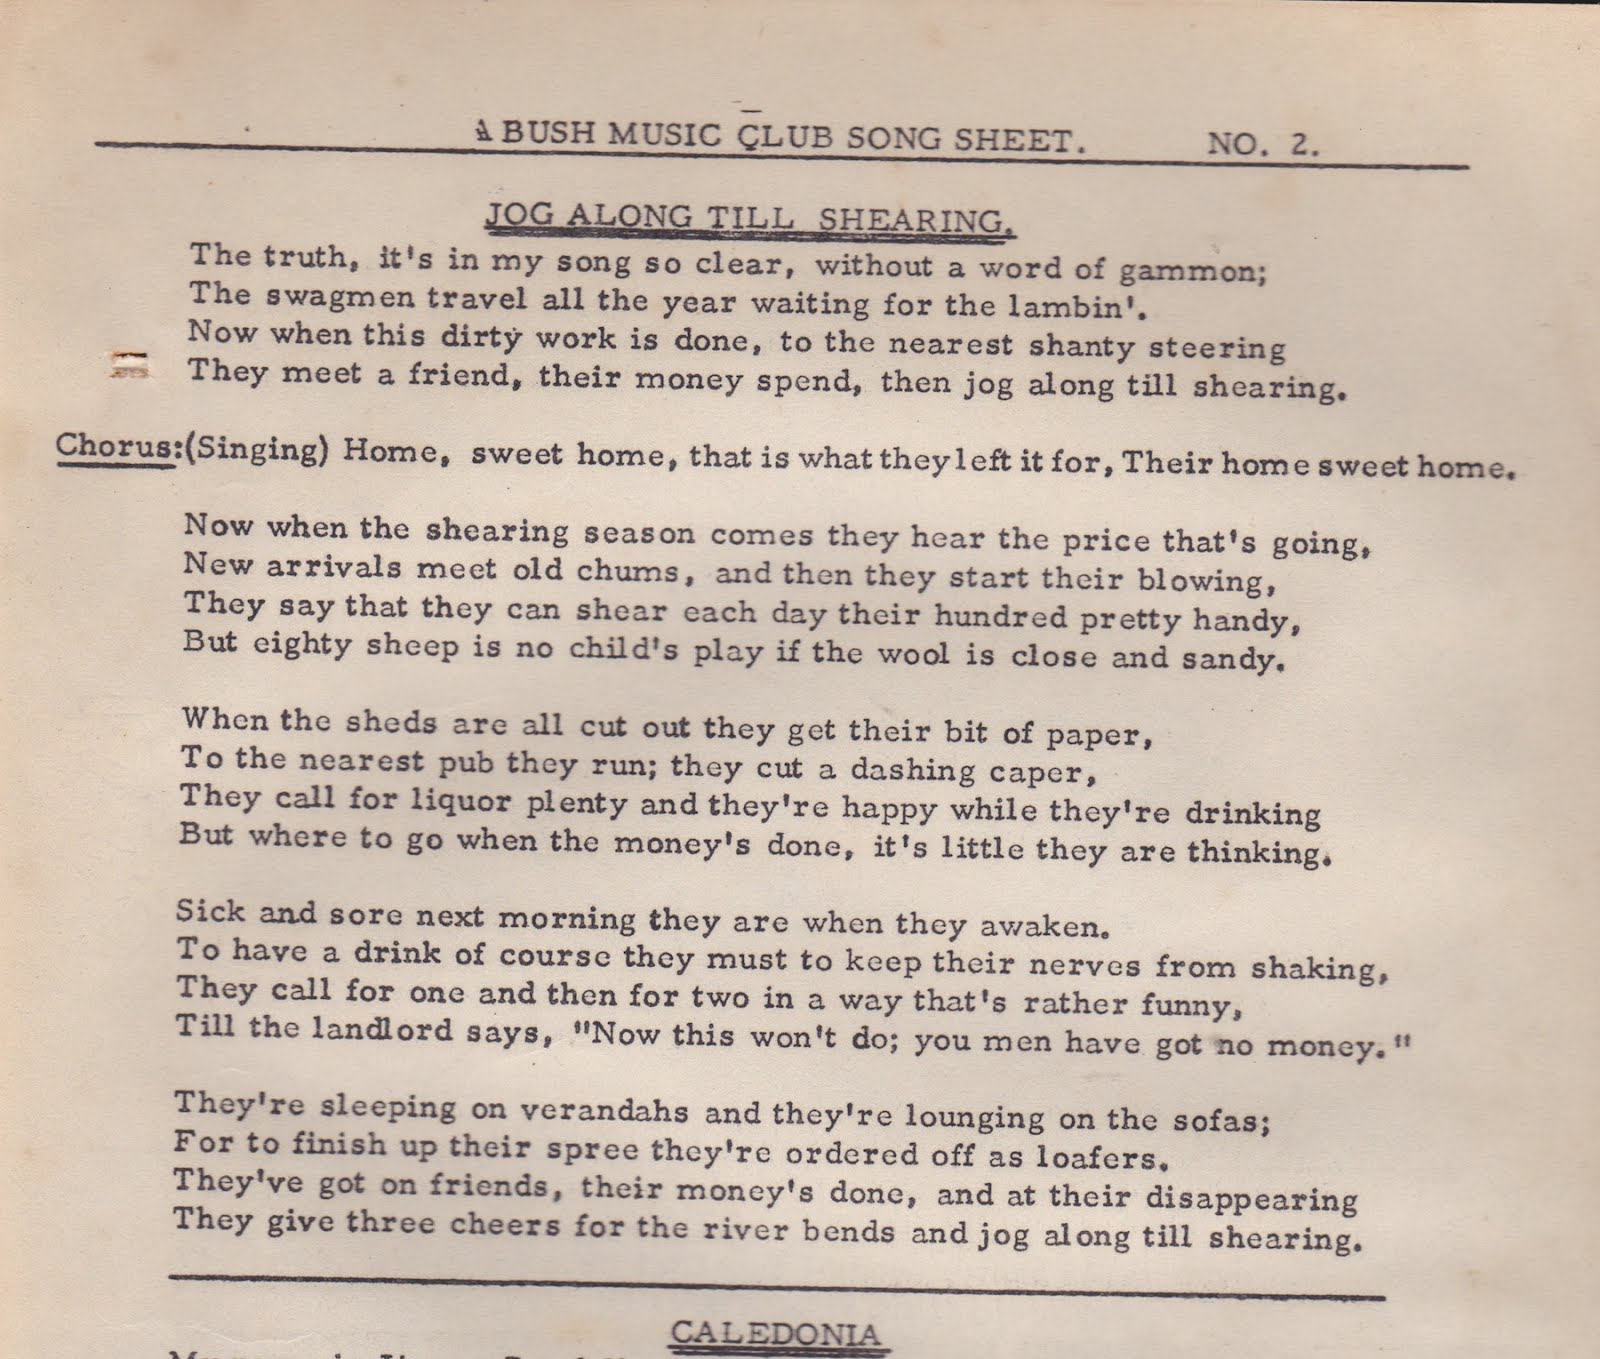 A BUSH MUSIC CLUB SONG SHEET. NO. 2.
JOG ALONG TILL SHEARING.
The truth, it's in my song so clear, without a word of gammon;
The swagmen travel all the year waiting for the lambin'.
Now when this dirty work is done, to the nearest shanty steering
They meet a friend, their money spend, then jog along till shearing.
Chorus:(Singing) Home, sweet home, that is what they left it for, Their home sweet home.
Now when the shearing season comes they hear the price that's going,
New arrivals meet old chums, and then they start their blowing,
They say that they can shear each day their hundred pretty handy,
But eighty sheep is no child's play if the wool is close and sandy.
When the sheds are all cut out they get their bit of paper,
To the nearest pub they run; they cut a dashing caper,
They call for liquor plenty and they're happy while they're drinking
But where to go when the money's done, it's little they are thinking.
Sick and sore next morning they are when they awaken.
To have a drink of course they must to keep their nerves from shaking,
They call for one and then for two in a way that's rather funny,
Till the landlord says, "Now this won't do; you men have got no money."
They're sleeping on verandahs and they're lounging on the sofas;
For to finish up their spree they're ordered off as loafers.
They've got on friends, their money's done, and at their disappearing
They give three cheers for the river bends and jog along till shearing.
CALEDONIA